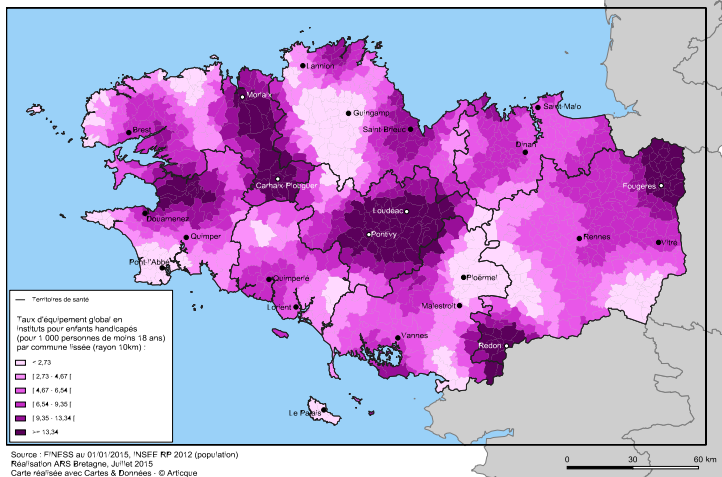 Lannion
Morlaix
Guingamp
Saint-Malo
Saint-Brieuc
Brest
Dinan
Carhaix-Plouguer
Fougeres
Loudéac
Douarnenez
Pontivy
Quimper
Rennes
Vitré
Pont-l'Abbé
Quimperlé
Ploërmel
Lorient
Malestroit
Vannes
Redon
Le Palais
Territoires de santé
Taux d'équipement global en
Instituts pour enfants handicapés
(pour 1 000 personnes de moins 18 ans)
par commune lissée (rayon 10km) :
< 2,73
[ 2,73 - 4,67 [
[ 4,67 - 6,54 [
[ 6,54 - 9,35 [
[ 9,35 - 13,34 [
>= 13,34
0 30 60 km
Source : FINESS au 01/01/2015, INSEE RP 2012 (population)
Réalisation ARS Bretagne, Juillet 2015
Carte réalisée avec Cartes & Données - © Articque